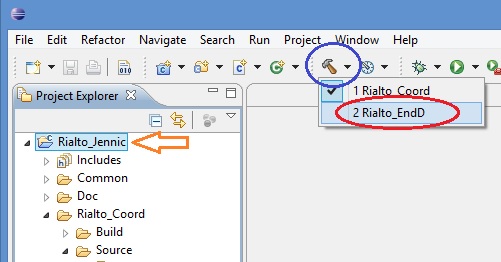 File Edit Refactor Navigate Search Run Project Window Help
010
1 Rialto_Coord
2 Rialto_EndD
Project Explorer
Rialto_Jennic
Includes
Common
Doc
Rialto_Coord
Build
Source